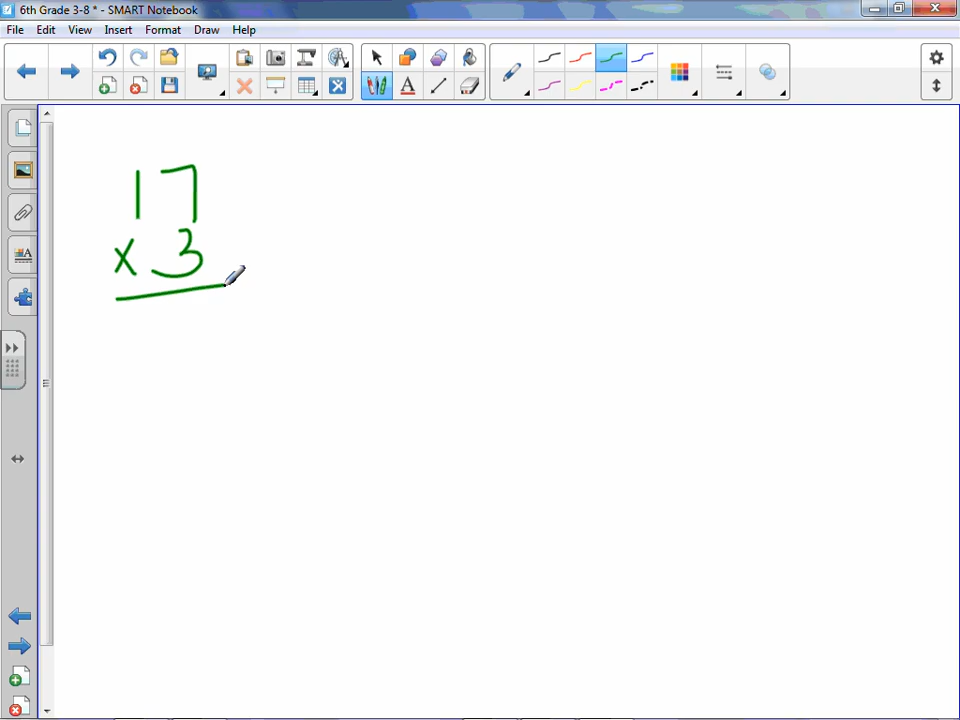 6th Grade 3-8 * - SMART Notebook
File Edit View Insert Format Draw Help
17
x 3